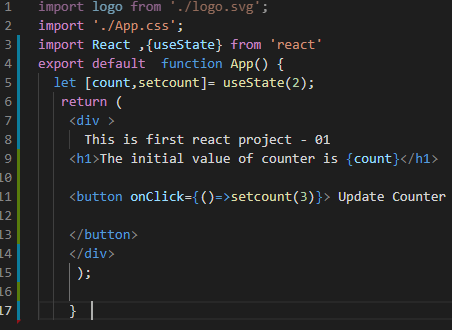 1 import logo from './logo.svg';
2 import './App.css';
3 import React ,{useState} from 'react'
4 export default  function App() {
5   let [count,setcount]= useState(2);
6    return (
7     <div >
8       This is first react project - 01
9     <h1>The initial value of counter is {count}</h1>
10
11     <button onClick={()=>setcount(3)}> Update Counter
12
13     </button>
14     </div>
15      );
16
17     }